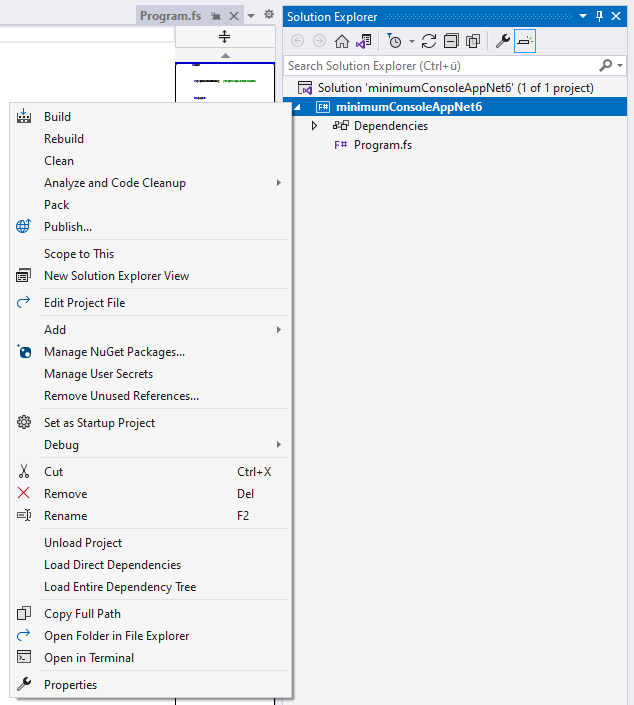 Program.fs
Solution Explorer
Search Solution Explorer (Ctrl+ü)
Solution 'minimumConsoleAppNet6' (1 of 1 project)
F# minimumConsoleAppNet6
Dependencies
F# Program.fs
Build
Rebuild
Clean
Analyze and Code Cleanup
Pack
Publish...
Scope to This
New Solution Explorer View
Edit Project File
Add
Manage NuGet Packages...
Manage User Secrets
Remove Unused References...
Set as Startup Project
Debug
Cut Ctrl+X
Remove Del
Rename F2
Unload Project
Load Direct Dependencies
Load Entire Dependency Tree
Copy Full Path
Open Folder in File Explorer
Open in Terminal
Properties